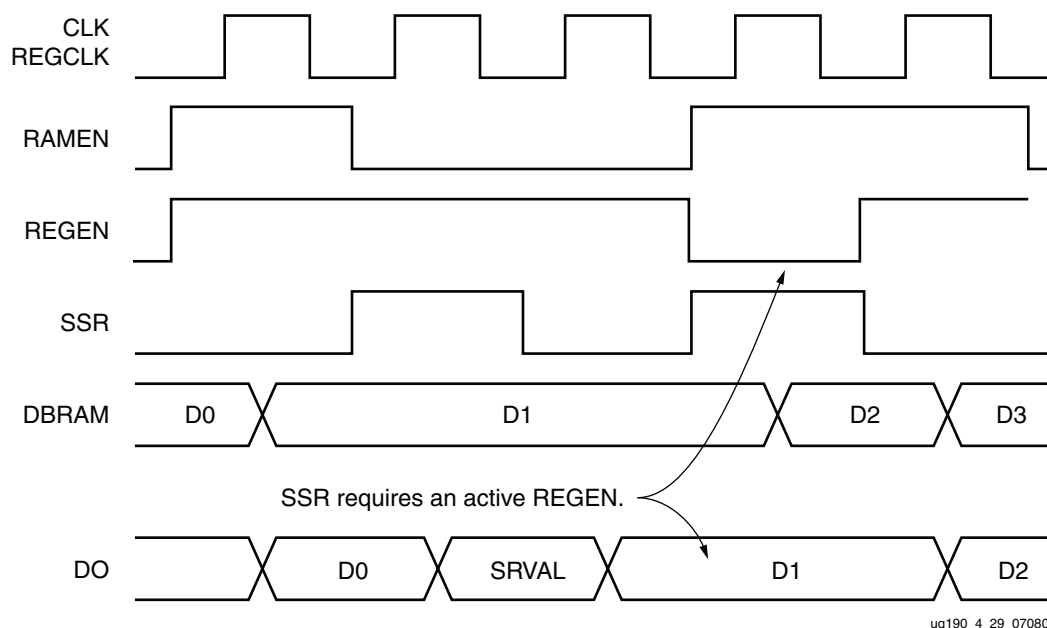 CLK
REGCLK
RAMEN
REGEN
SSR
DBRAM D0 D1 D2 D3
SSR requires an active REGEN.
DO D0 SRVAL D1 D2
ug190_4_29_07080